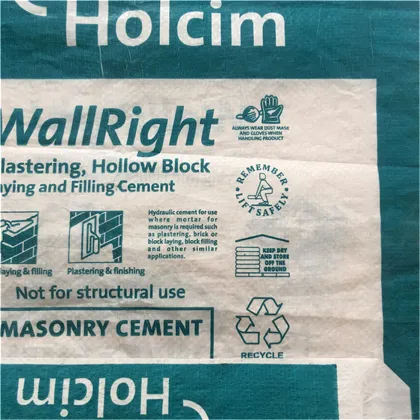 Holcim
WallRight
lastering, Hollow Block
aying and Filling Cement
ALWAYS WEAR DUST MASK
AND GLOVES WHEN
HANDLING PRODUCT
REMEMBER
LIFT SAFELY
Hydraulic cement for use
where mortar for
masonry is required such
as plastering, brick or
block laying, block filling
and other similar
applications.
aying & filling
Plastering & finishing
KEEP DRY
AND STORE
OFF THE
GROUND
Not for structural use
MASONRY CEMENT
RECYCLE
Holcim